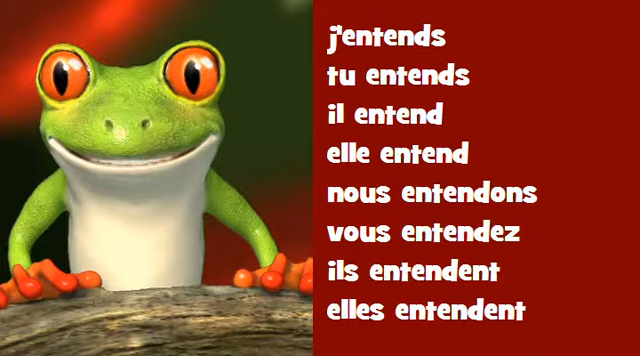 j'entends
tu entends
il entend
elle entend
nous entendons
vous entendez
ils entendent
elles entendent